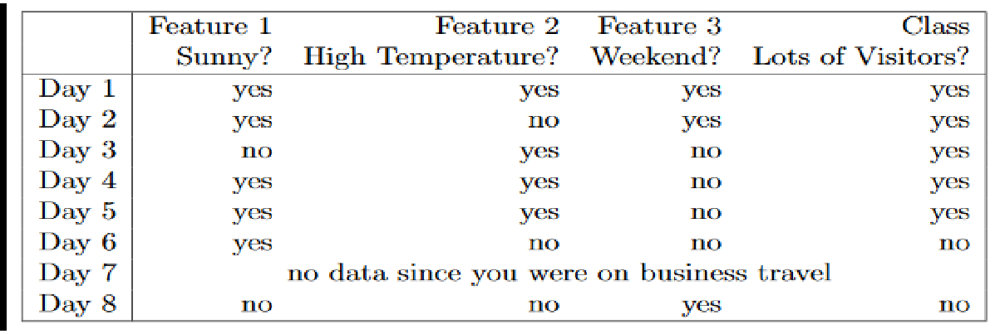 Feature 1 Feature 2 Feature 3 Class
Sunny? High Temperature? Weekend? Lots of Visitors?
Day 1 yes yes yes yes
Day 2 yes no yes yes
Day 3 no yes no yes
Day 4 yes yes no yes
Day 5 yes yes no yes
Day 6 yes no no no
Day 7 no data since you were on business travel
Day 8 no no yes no